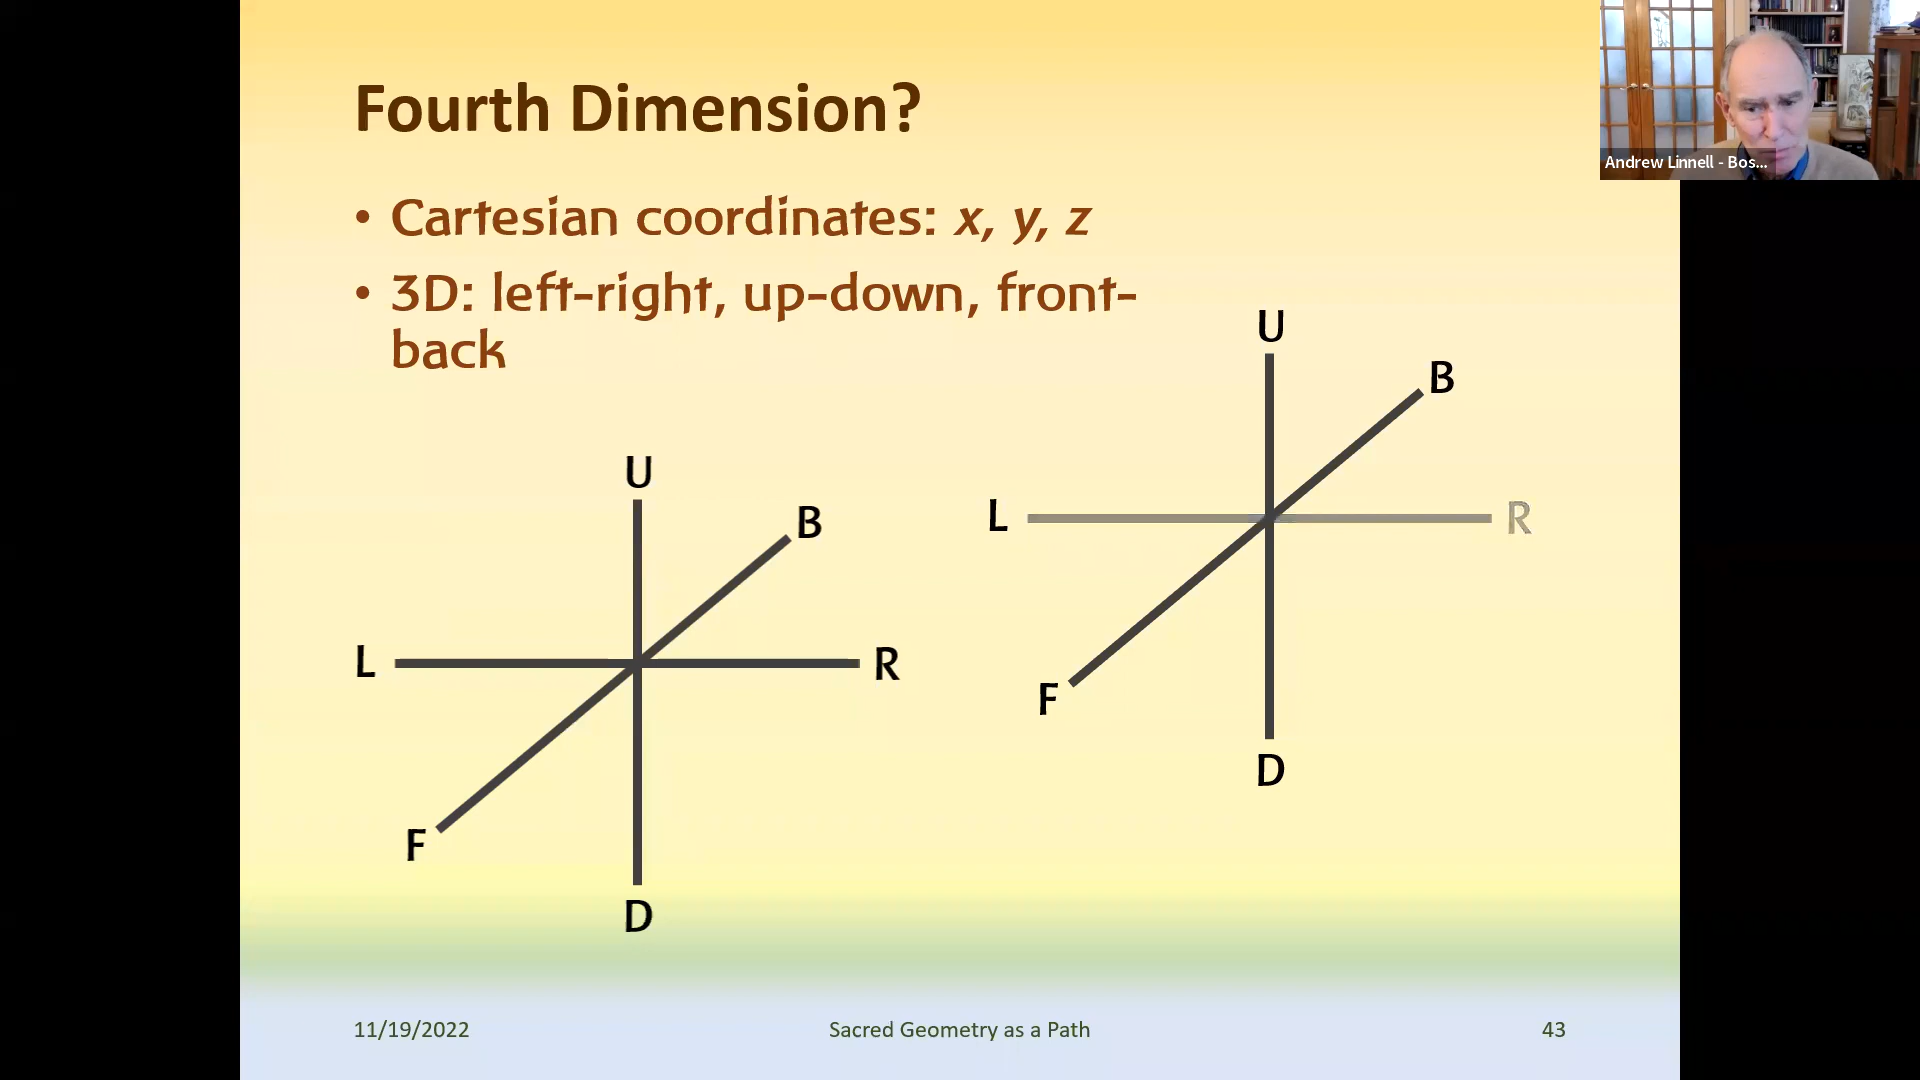 Fourth Dimension?
Andrew Linnell - Bos...
• Cartesian coordinates: x, y, z
• 3D: left-right, up-down, front-
back
U
B
L
R
F
D
U
B
L
R
F
D
11/19/2022
Sacred Geometry as a Path
43